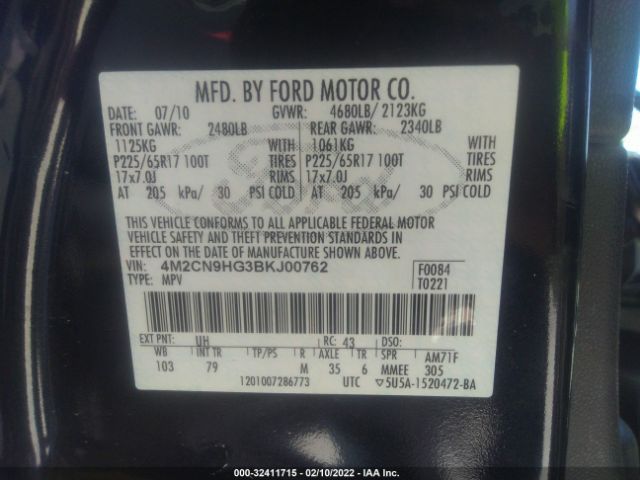 MFD. BY FORD MOTOR CO.
DATE: 07/10 GVWR: 4680LB/ 2123KG
FRONT GAWR: 2480LB REAR GAWR: 2340LB
1125KG WITH 1061KG WITH
P225/65R17 100T TIRES P225/65R17 100T TIRES
17x7.0J RIMS 17x7.0J RIMS
AT 205 kPa/ 30 PSI COLD AT 205 kPa/ 30 PSI COLD
THIS VEHICLE CONFORMS TO ALL APPLICABLE FEDERAL MOTOR
VEHICLE SAFETY AND THEFT PREVENTION STANDARDS IN
EFFECT ON THE DATE OF MANUFACTURE SHOWN ABOVE.
VIN: 4M2CN9HG3BKJ00762 F0084
TYPE: MPV T0221
EXT PNT: UH RC: 43 DSO:
WB INT TR TP/PS R AXLE TR SPR AM71F
103 79 M 35 6 MMEE 305
1201007286773 UTC ▽5U5A-1520472-BA
Ford
000-32411715 - 02/10/2022 - IAA Inc.